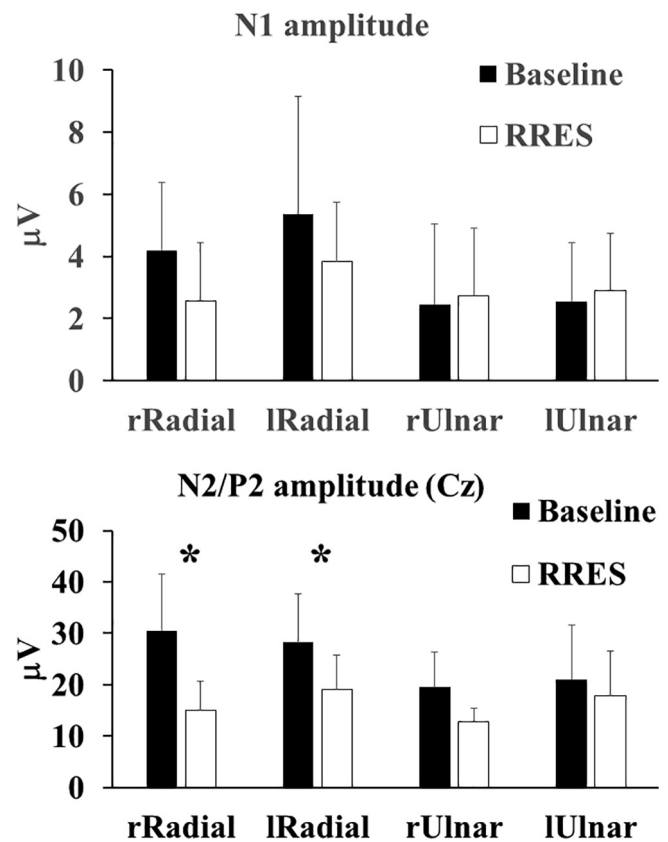 N1 amplitude
10
8
6
4
2
0
μV
Baseline
RRES
rRadial lRadial rUlnar lUlnar
N2/P2 amplitude (Cz)
50
40
30
20
10
0
μV
Baseline
RRES
* *
rRadial lRadial rUlnar lUlnar